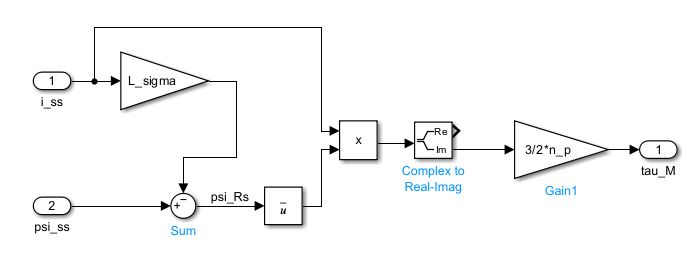 1
i_ss
L_sigma
2
psi_ss
+
−
Sum
psi_Rs
u
x
Re
Im
Complex to
Real-Imag
3/2*n_p
Gain1
1
tau_M